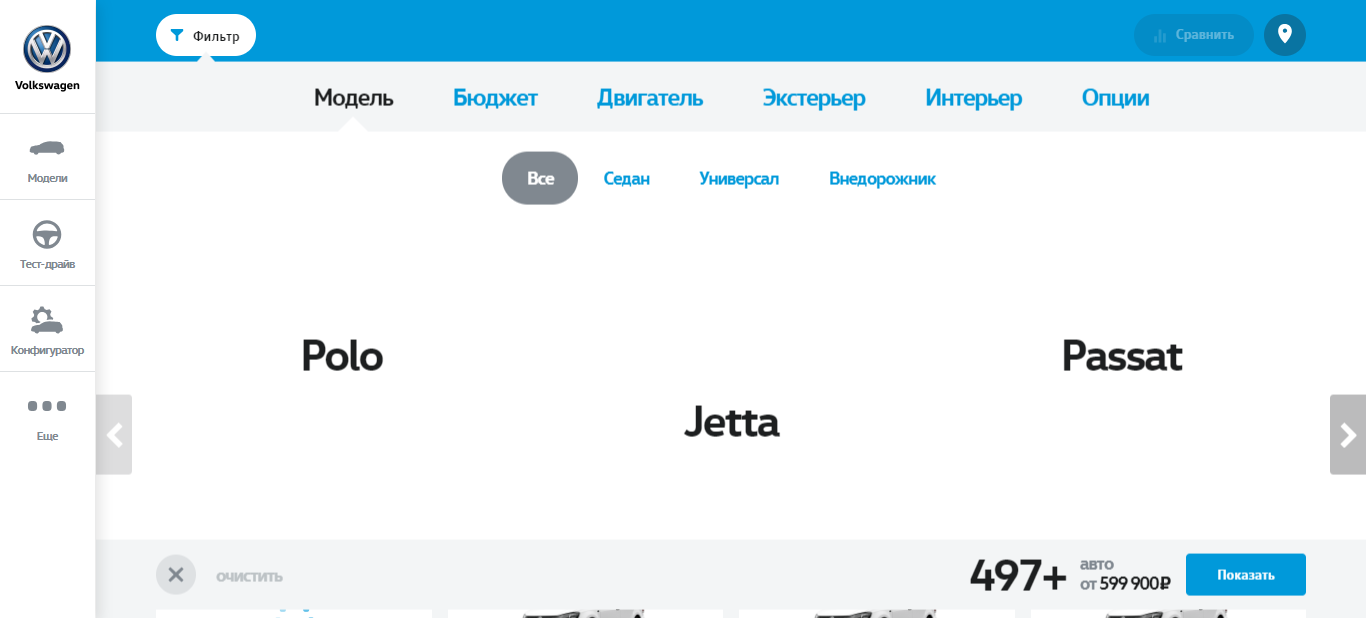 Фильтр
Сравнить
Volkswagen
Модель Бюджет Двигатель Экстерьер Интерьер Опции
Модели
Все Седан Универсал Внедорожник
Тест-драйв
Конфигуратор
Еще
Polo
Passat
Jetta
очистить
497+
авто
от 599 900₽
Показать